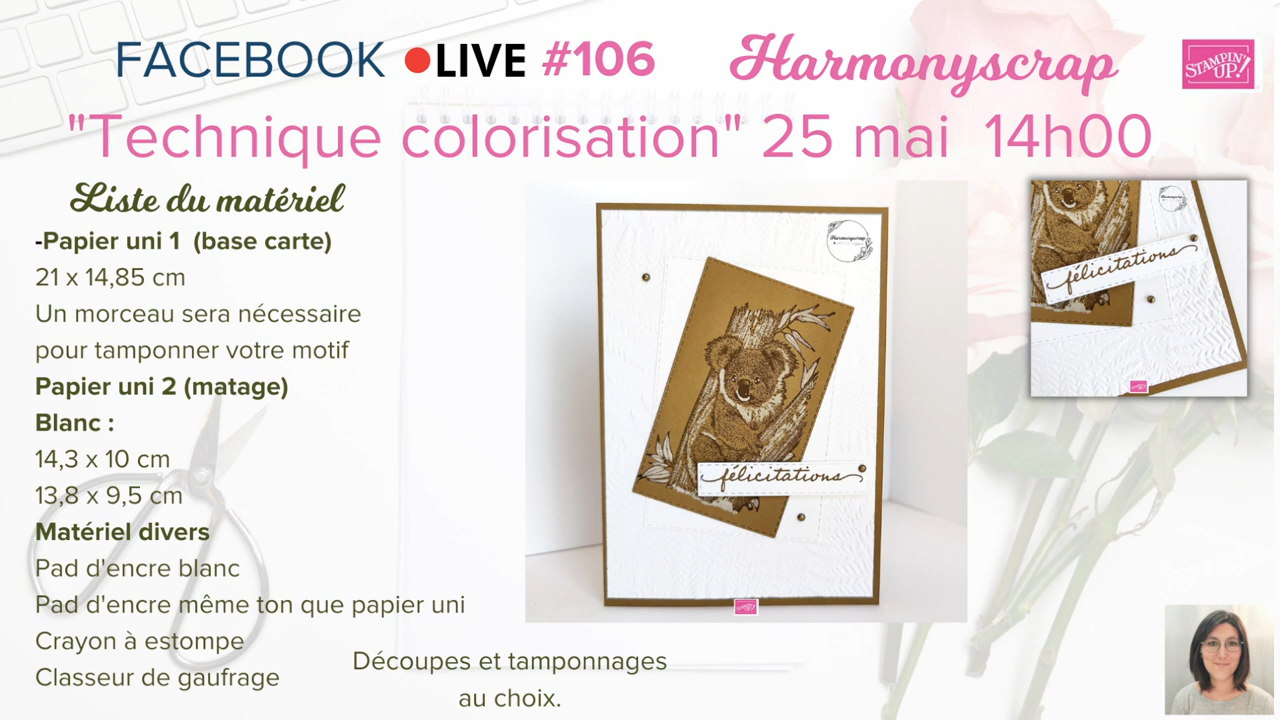 FACEBOOK LIVE #106 Harmonyscrap
STAMPIN' UP!
"Technique colorisation" 25 mai 14h00
Liste du matériel
-Papier uni 1 (base carte)
21 x 14,85 cm
Un morceau sera nécessaire
pour tamponner votre motif
Papier uni 2 (matage)
Blanc :
14,3 x 10 cm
13,8 x 9,5 cm
Matériel divers
Pad d'encre blanc
Pad d'encre même ton que papier uni
Crayon à estompe
Classeur de gaufrage
Découpes et tamponnages
au choix.
Harmonyscrap
félicitations
Harmonyscrap
félicitations